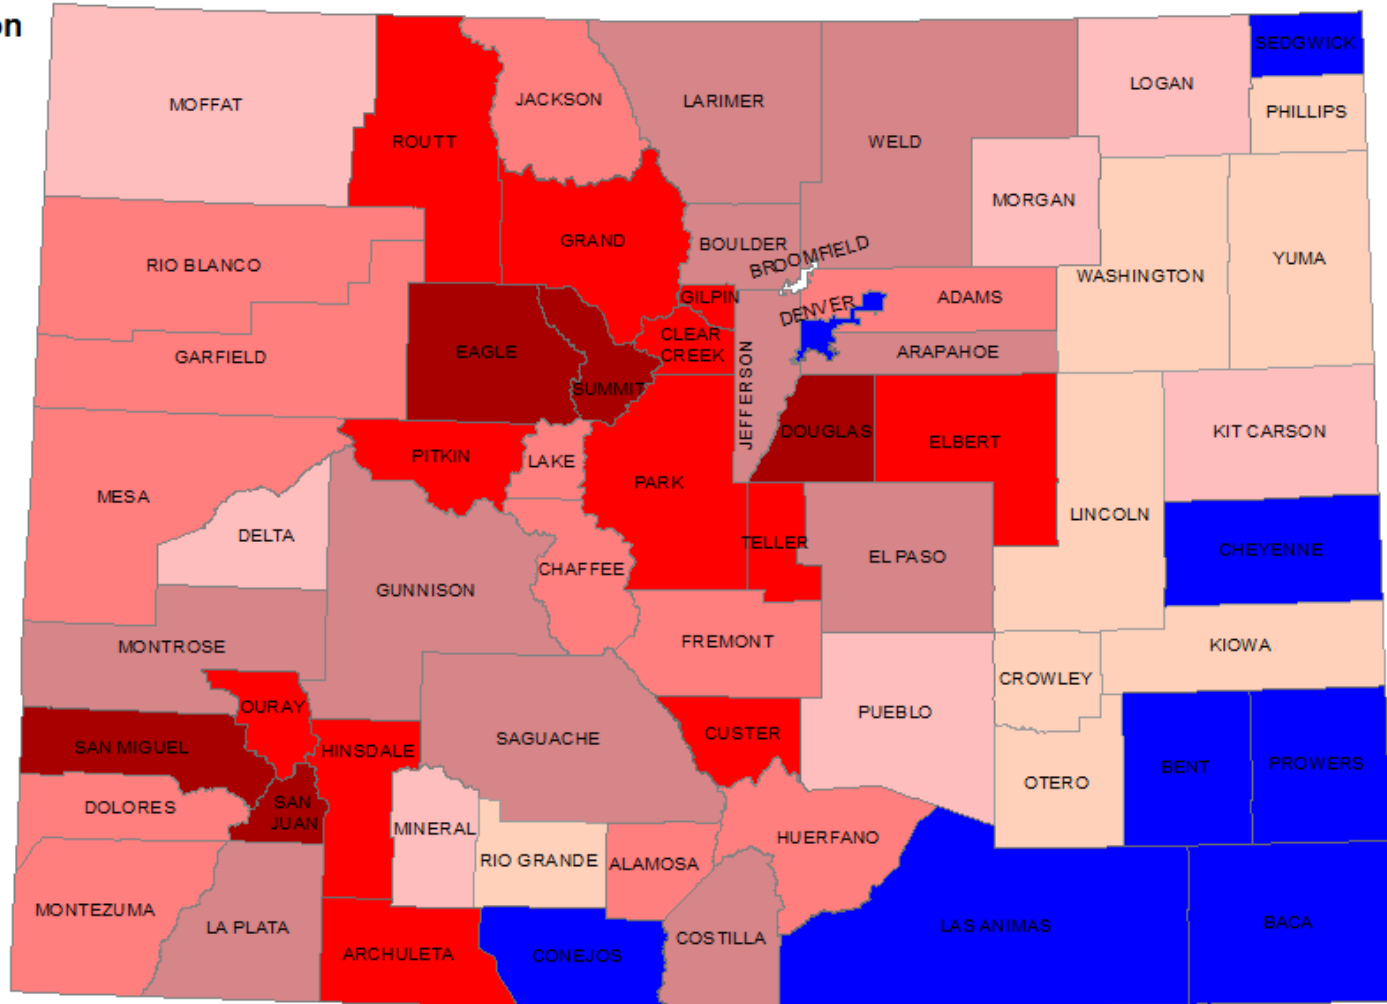 on
SEDGWICK
LOGAN
MOFFAT
JACKSON
LARIMER
PHILLIPS
ROUTT
WELD
MORGAN
GRAND
BOULDER
BROOMFIELD
RIO BLANCO
WASHINGTON
YUMA
GILPIN
DENVER
ADAMS
CLEAR
CREEK
GARFIELD
EAGLE
ARAPAHOE
SUMMIT
JEFFERSON
DOUGLAS
ELBERT
KIT CARSON
PITKIN
LAKE
PARK
MESA
LINCOLN
DELTA
TELLER
EL PASO
CHEYENNE
CHAFFEE
GUNNISON
FREMONT
MONTROSE
KIOWA
CROWLEY
OURAY
PUEBLO
CUSTER
SAGUACHE
SAN MIGUEL
HINSDALE
BENT
PROWERS
OTERO
DOLORES
SAN
JUAN
MINERAL
HUERFANO
RIO GRANDE
ALAMOSA
MONTEZUMA
LA PLATA
COSTILLA
LAS ANIMAS
BACA
ARCHULETA
CONEJOS